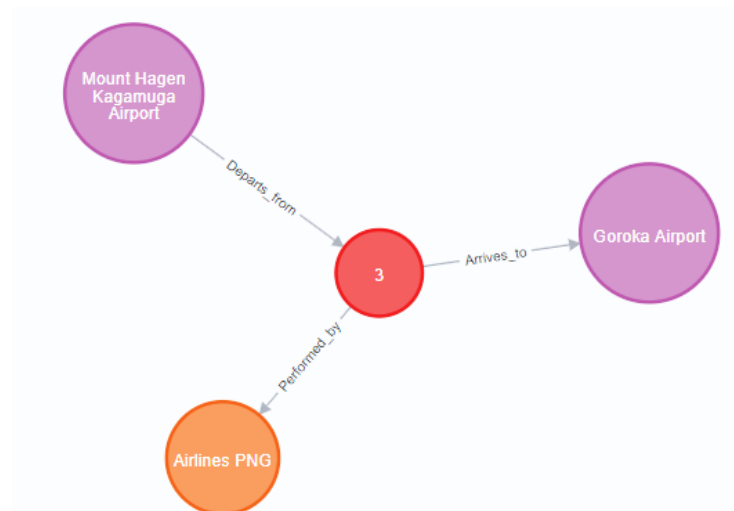 Mount Hagen
Kagamuga
Airport
Departs_from
Goroka Airport
Arrives_to
3
Performed_by
Airlines PNG